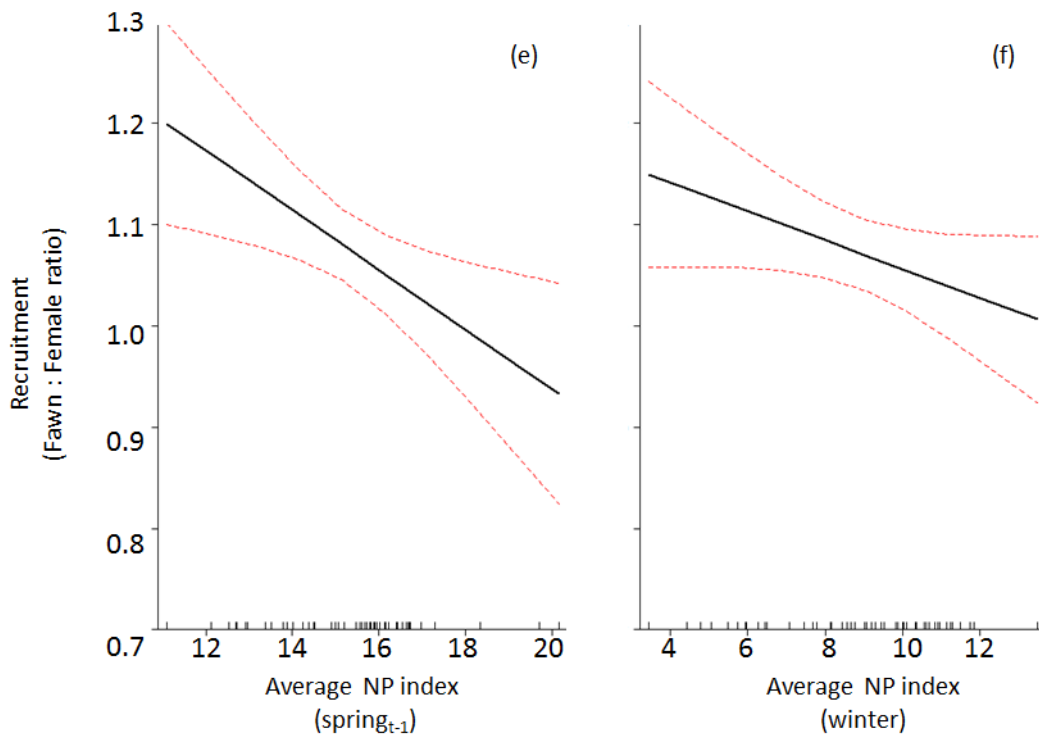 1.3
1.2
1.1
1.0
0.9
0.8
0.7
Recruitment
(Fawn : Female ratio)
(e)
12 14 16 18 20
Average NP index
(spring t-1)
(f)
4 6 8 10 12
Average NP index
(winter)